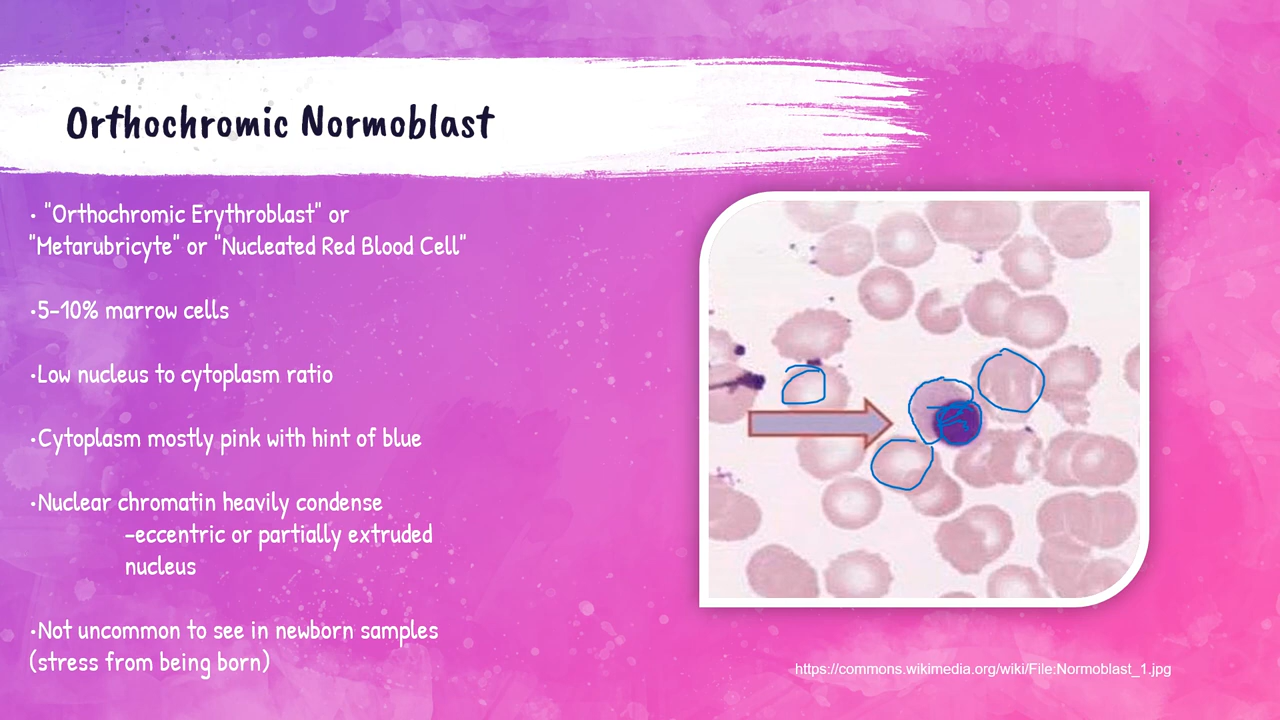 Orthochromic Normoblast
• "Orthochromic Erythroblast" or
"Metarubricyte" or "Nucleated Red Blood Cell"
•5-10% marrow cells
•Low nucleus to cytoplasm ratio
•Cytoplasm mostly pink with hint of blue
•Nuclear chromatin heavily condense
-eccentric or partially extruded
nucleus
•Not uncommon to see in newborn samples
(stress from being born)
https://commons.wikimedia.org/wiki/File:Normoblast_1.jpg